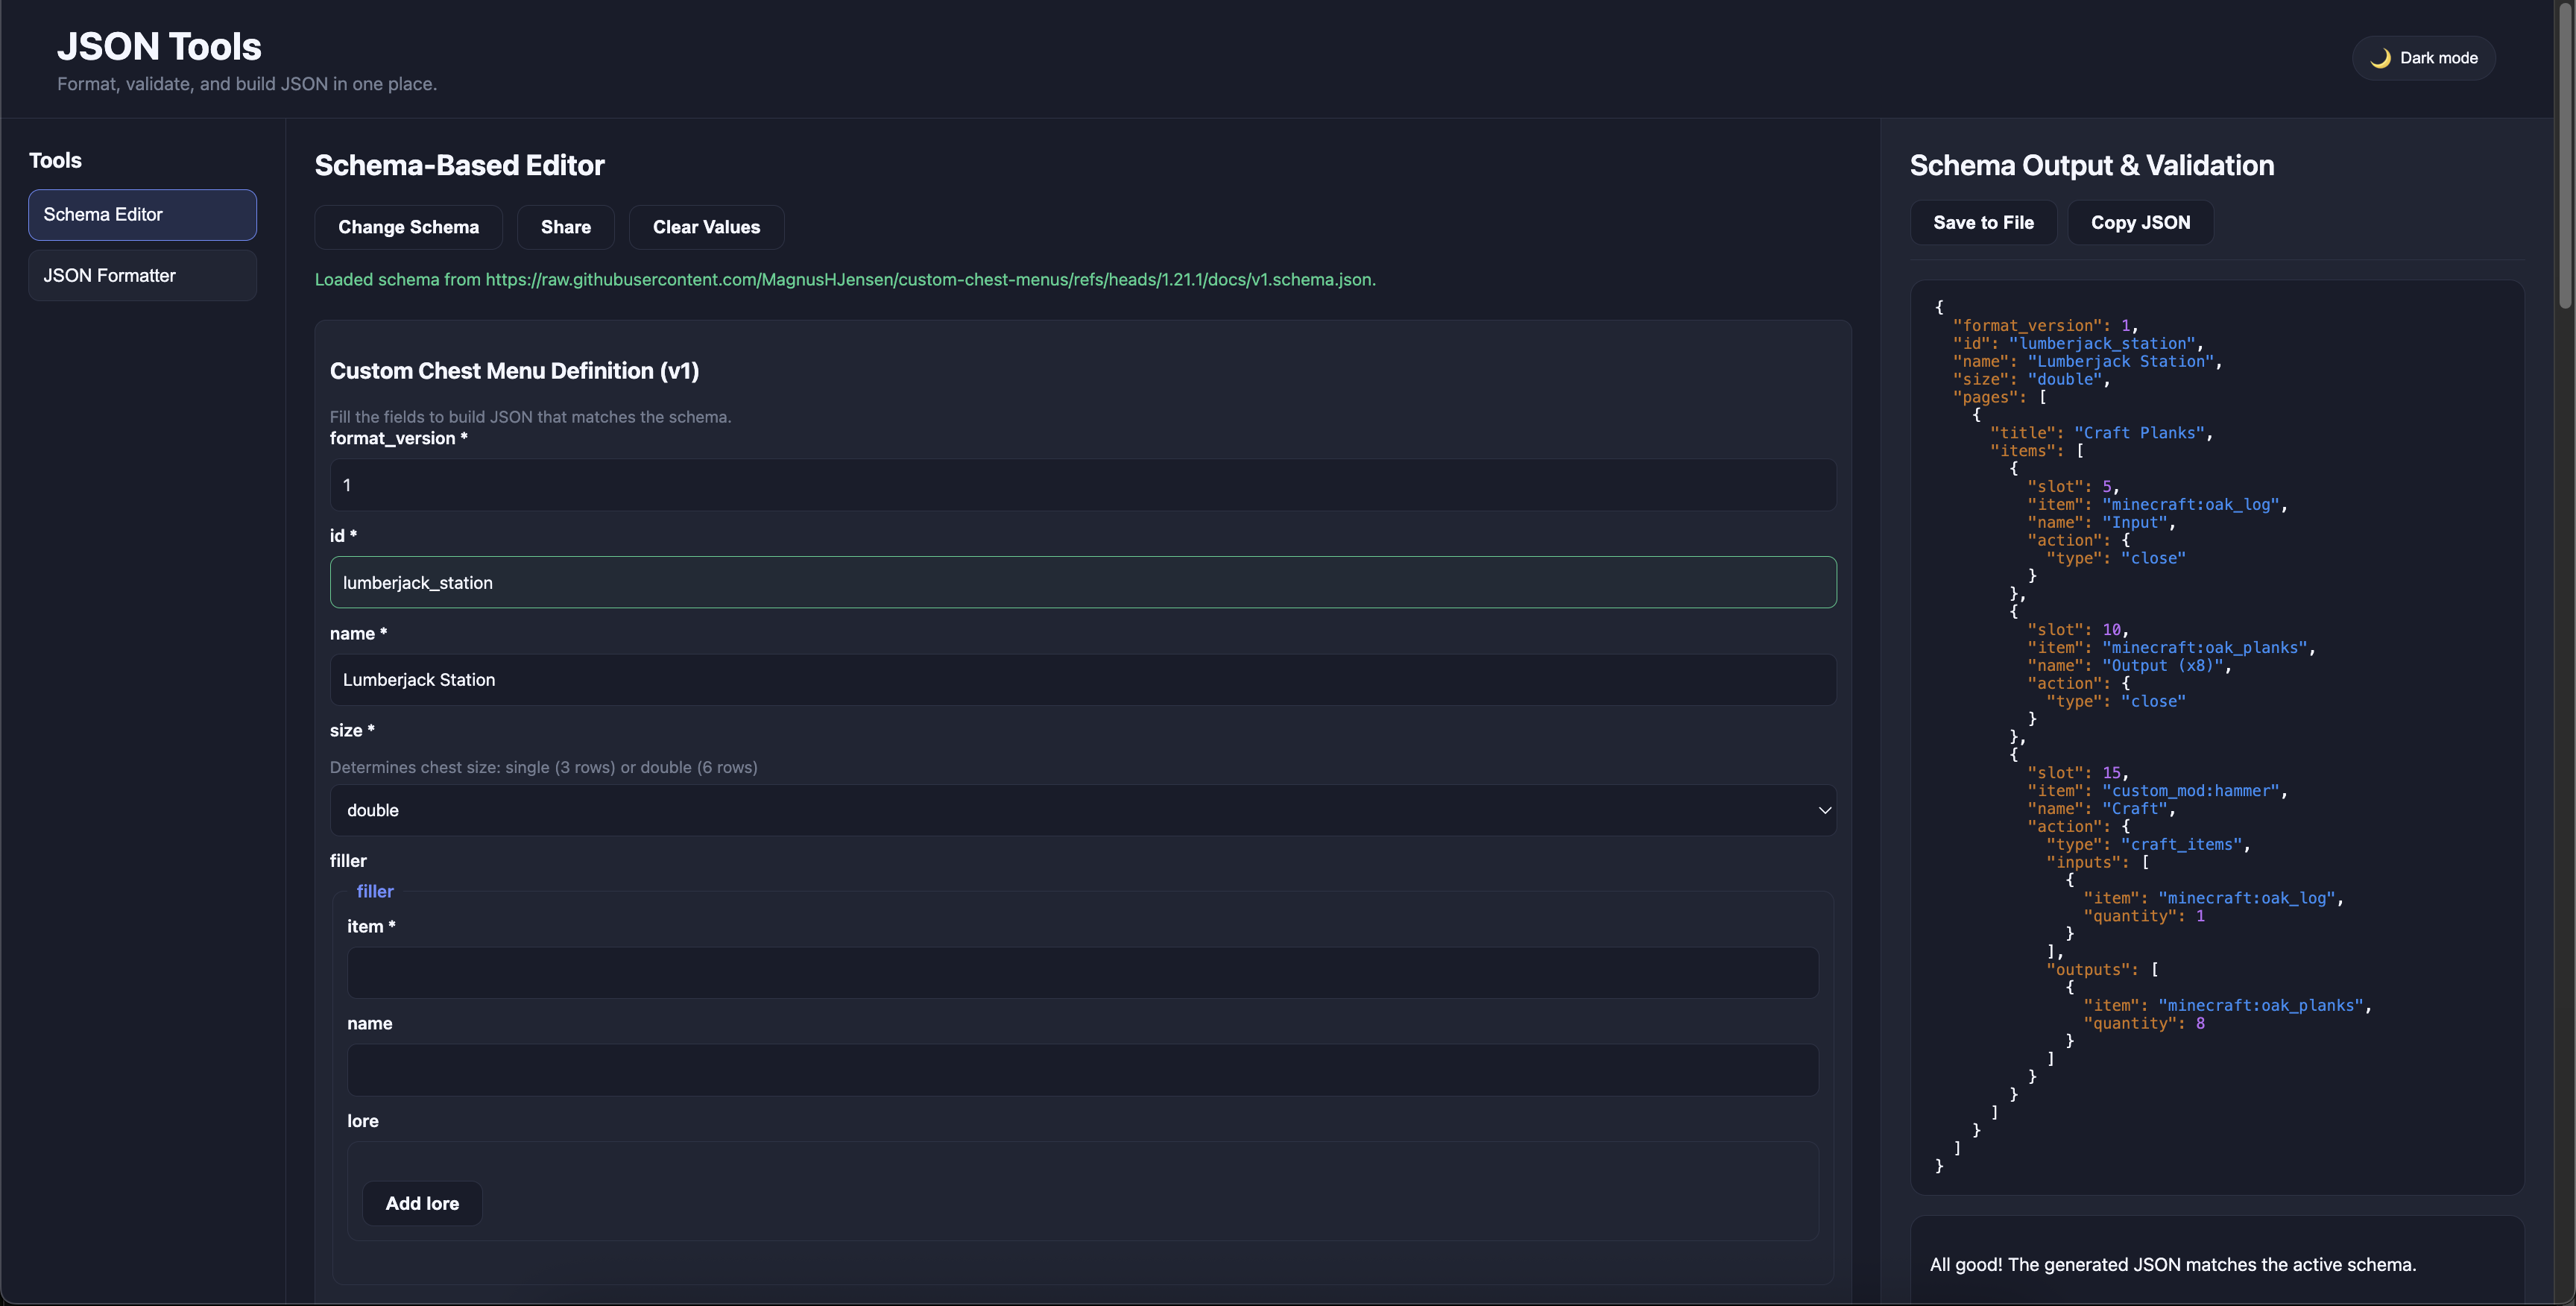 JSON Tools
Format, validate, and build JSON in one place.
🌙 Dark mode
Tools
Schema Editor
JSON Formatter
Schema-Based Editor
Change Schema
Share
Clear Values
Loaded schema from https://raw.githubusercontent.com/MagnusHJensen/custom-chest-menus/refs/heads/1.21.1/docs/v1.schema.json.
Custom Chest Menu Definition (v1)
Fill the fields to build JSON that matches the schema.
format_version *
1
id *
lumberjack_station
name *
Lumberjack Station
size *
Determines chest size: single (3 rows) or double (6 rows)
double
filler
filler
item *
name
lore
Add lore
Schema Output & Validation
Save to File
Copy JSON
{
  "format_version": 1,
  "id": "lumberjack_station",
  "name": "Lumberjack Station",
  "size": "double",
  "pages": [
    {
      "title": "Craft Planks",
      "items": [
        {
          "slot": 5,
          "item": "minecraft:oak_log",
          "name": "Input",
          "action": {
            "type": "close"
          }
        },
        {
          "slot": 10,
          "item": "minecraft:oak_planks",
          "name": "Output (x8)",
          "action": {
            "type": "close"
          }
        },
        {
          "slot": 15,
          "item": "custom_mod:hammer",
          "name": "Craft",
          "action": {
            "type": "craft_items",
            "inputs": [
              {
                "item": "minecraft:oak_log",
                "quantity": 1
              }
            ],
            "outputs": [
              {
                "item": "minecraft:oak_planks",
                "quantity": 8
              }
            ]
          }
        }
      ]
    }
  ]
}
All good! The generated JSON matches the active schema.